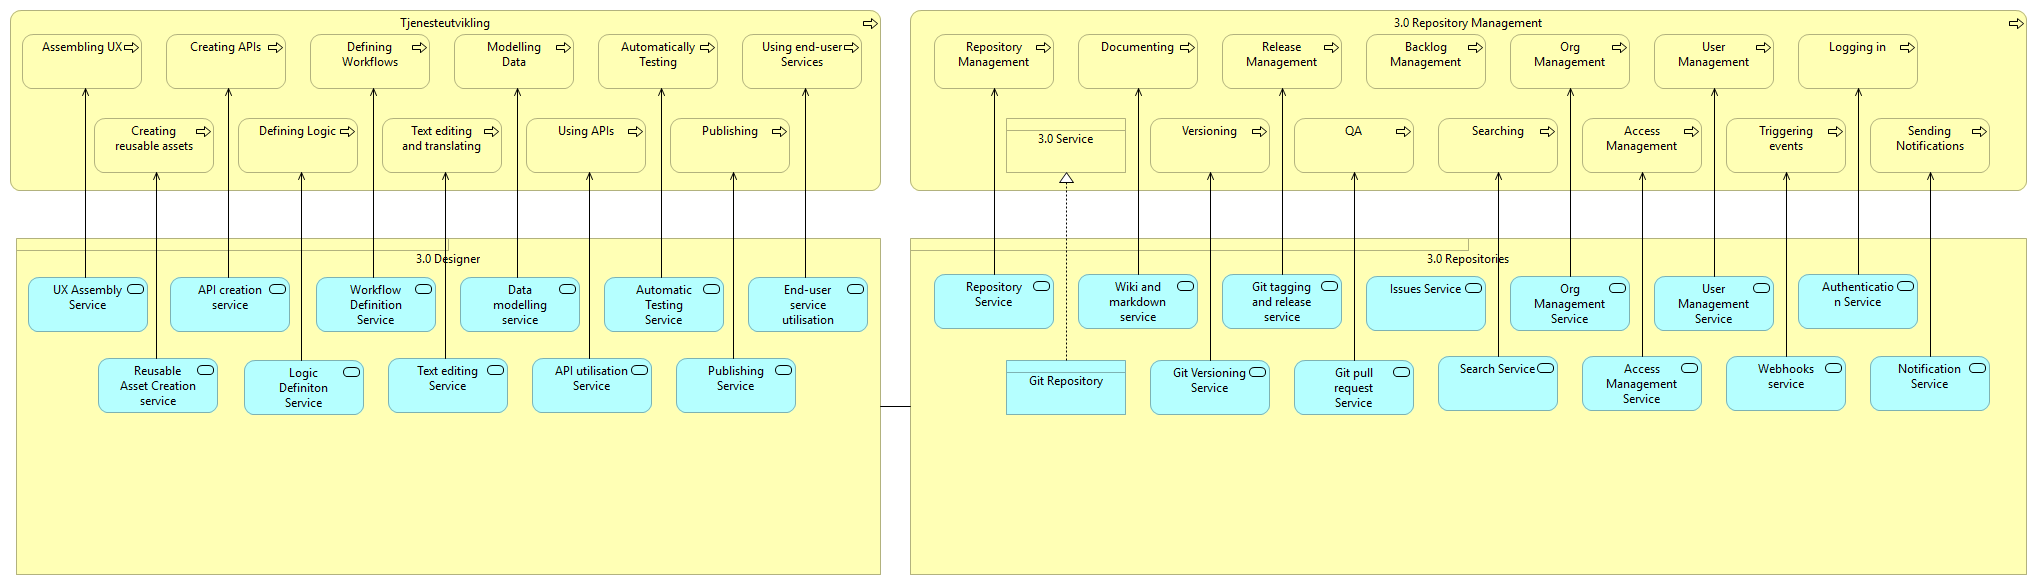 Tjenesteutvikling
Assembling UX
Creating APIs
Defining
Workflows
Modelling
Data
Automatically
Testing
Using end-user
Services
Creating
reusable assets
Defining Logic
Text editing
and translating
Using APIs
Publishing
3.0 Repository Management
Repository
Management
Documenting
Release
Management
Backlog
Management
Org
Management
User
Management
Logging in
3.0 Service
Versioning
QA
Searching
Access
Management
Triggering
events
Sending
Notifications
3.0 Designer
UX Assembly
Service
API creation
service
Workflow
Definition
Service
Data
modelling
service
Automatic
Testing
Service
End-user
service
utilisation
Reusable
Asset Creation
service
Logic
Definiton
Service
Text editing
Service
API utilisation
Service
Publishing
Service
3.0 Repositories
Repository
Service
Wiki and
markdown
service
Git tagging
and release
service
Issues Service
Org
Management
Service
User
Management
Service
Authenticatio
n Service
Git Repository
Git Versioning
Service
Git pull
request
Service
Search Service
Access
Management
Service
Webhooks
service
Notification
Service